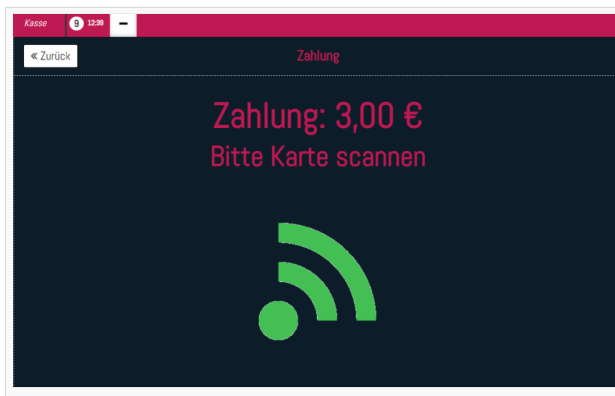 Kasse 9 12:39 −
« Zurück Zahlung
Zahlung: 3,00 €
Bitte Karte scannen